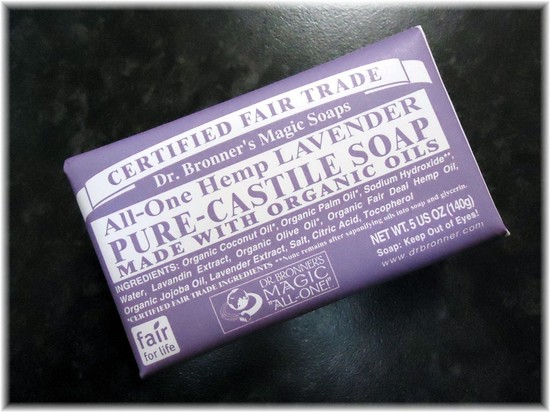 CERTIFIED FAIR TRADE
Dr. Bronner's Magic Soaps
All-One Hemp LAVENDER
PURE-CASTILE SOAP
MADE WITH ORGANIC OILS
INGREDIENTS: Organic Coconut Oil*, Organic Palm Oil*, Sodium Hydroxide**,
Water, Lavandin Extract, Organic Olive Oil*, Organic Fair Deal Hemp Oil,
Organic Jojoba Oil, Lavender Extract, Salt, Citric Acid, Tocopherol
*CERTIFIED FAIR TRADE INGREDIENTS **None remains after saponifying oils into soap and glycerin.
NET WT. 5 US OZ (140g)
Soap: Keep Out of Eyes!
www.drbronner.com
DR. BRONNER'S
MAGIC
"ALL-ONE!"
fair
for life